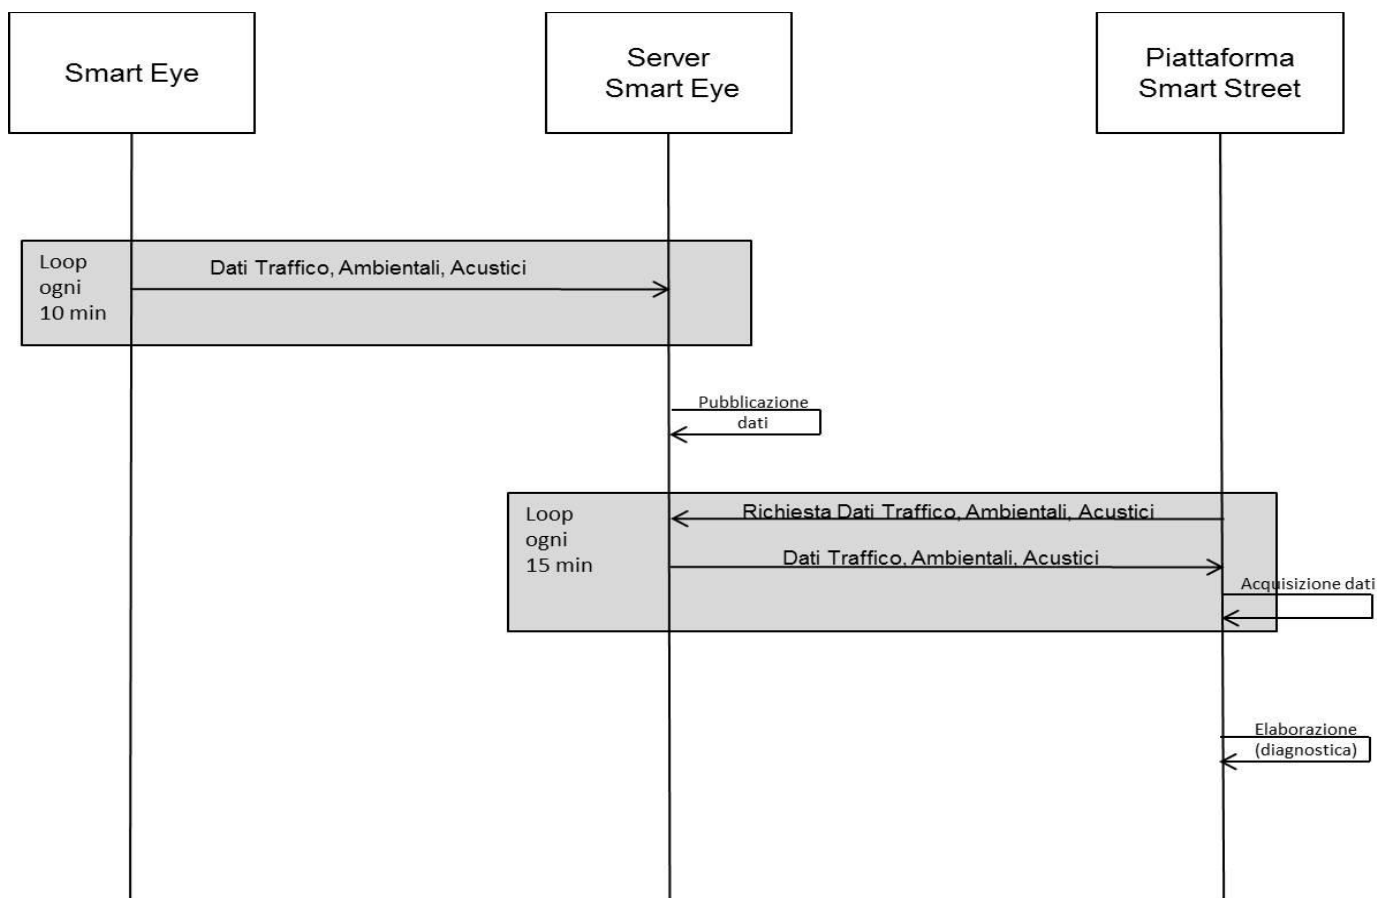 Smart Eye
Server
Smart Eye
Piattaforma
Smart Street
Loop
ogni
10 min
Dati Traffico, Ambientali, Acustici
Pubblicazione
dati
Loop
ogni
15 min
Richiesta Dati Traffico, Ambientali, Acustici
Dati Traffico, Ambientali, Acustici
Acquisizione dati
Elaborazione
(diagnostica)